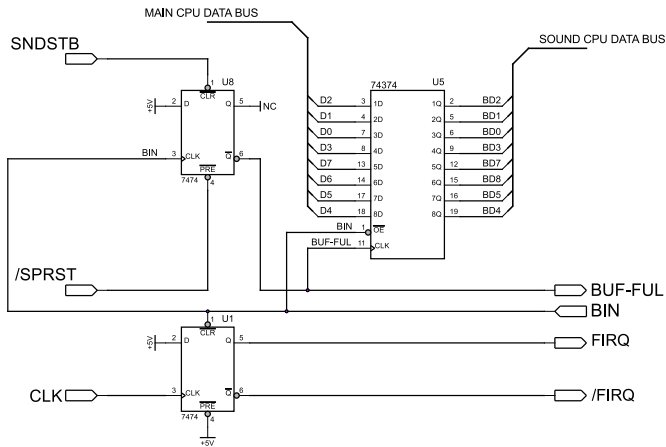 MAIN CPU DATA BUS
SOUND CPU DATA BUS
SNDSTB
U8
74374 U5
1
CLR
+5V 2 D Q 5 NC
BIN 3 CLK Q 6
PRE
7474 4
D2 3 1D 1Q 2 BD2
D1 4 2D 2Q 5 BD1
D0 7 3D 3Q 6 BD0
D3 8 4D 4Q 9 BD3
D7 13 5D 5Q 12 BD7
D6 14 6D 6Q 15 BD8
D5 17 7D 7Q 16 BD5
D4 18 8D 8Q 19 BD4
BIN 1 OE
BUF-FUL 11 CLK
/SPRST
BUF-FUL
BIN
1 U1
CLR
+5V 2 D Q 5 FIRQ
CLK 3 CLK Q 6 /FIRQ
PRE
7474 4
+5V